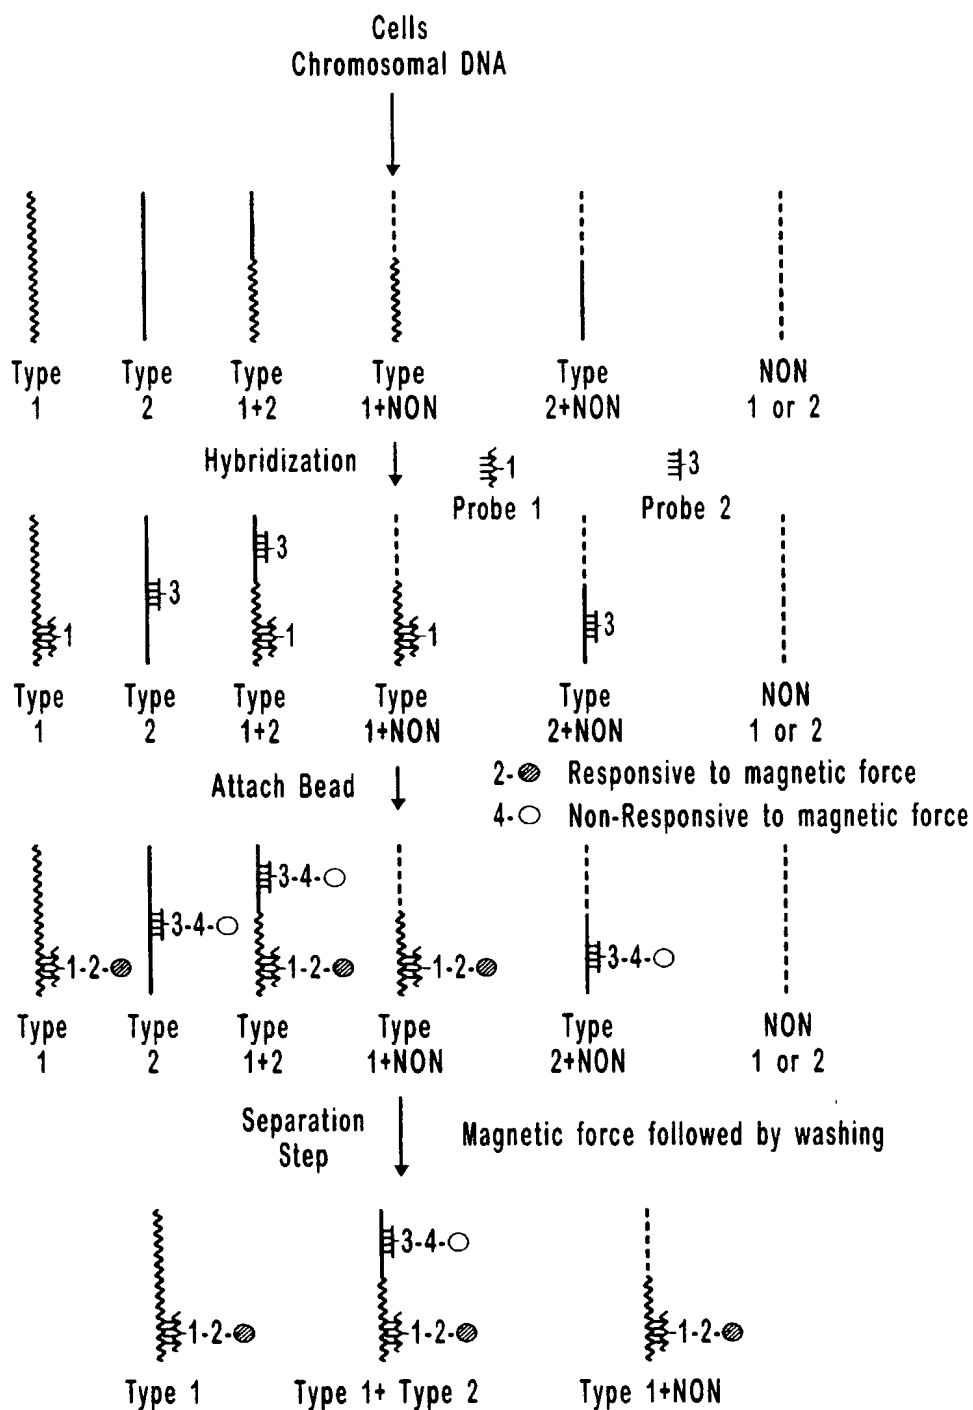 Cells
Chromosomal DNA
Type Type Type Type Type NON
1 2 1+2 1+NON 2+NON 1 or 2
Hybridization
1 3
Probe 1 Probe 2
3
3
1 1 1 3
Type Type Type Type Type NON
1 2 1+2 1+NON 2+NON 1 or 2
Attach Bead
2- Responsive to magnetic force
4- Non-Responsive to magnetic force
3-4-
3-4-
1-2- 1-2- 1-2- 3-4-
Type Type Type Type Type NON
1 2 1+2 1+NON 2+NON 1 or 2
Separation
Step
Magnetic force followed by washing
3-4-
1-2- 1-2- 1-2-
Type 1 Type 1+ Type 2 Type 1+NON